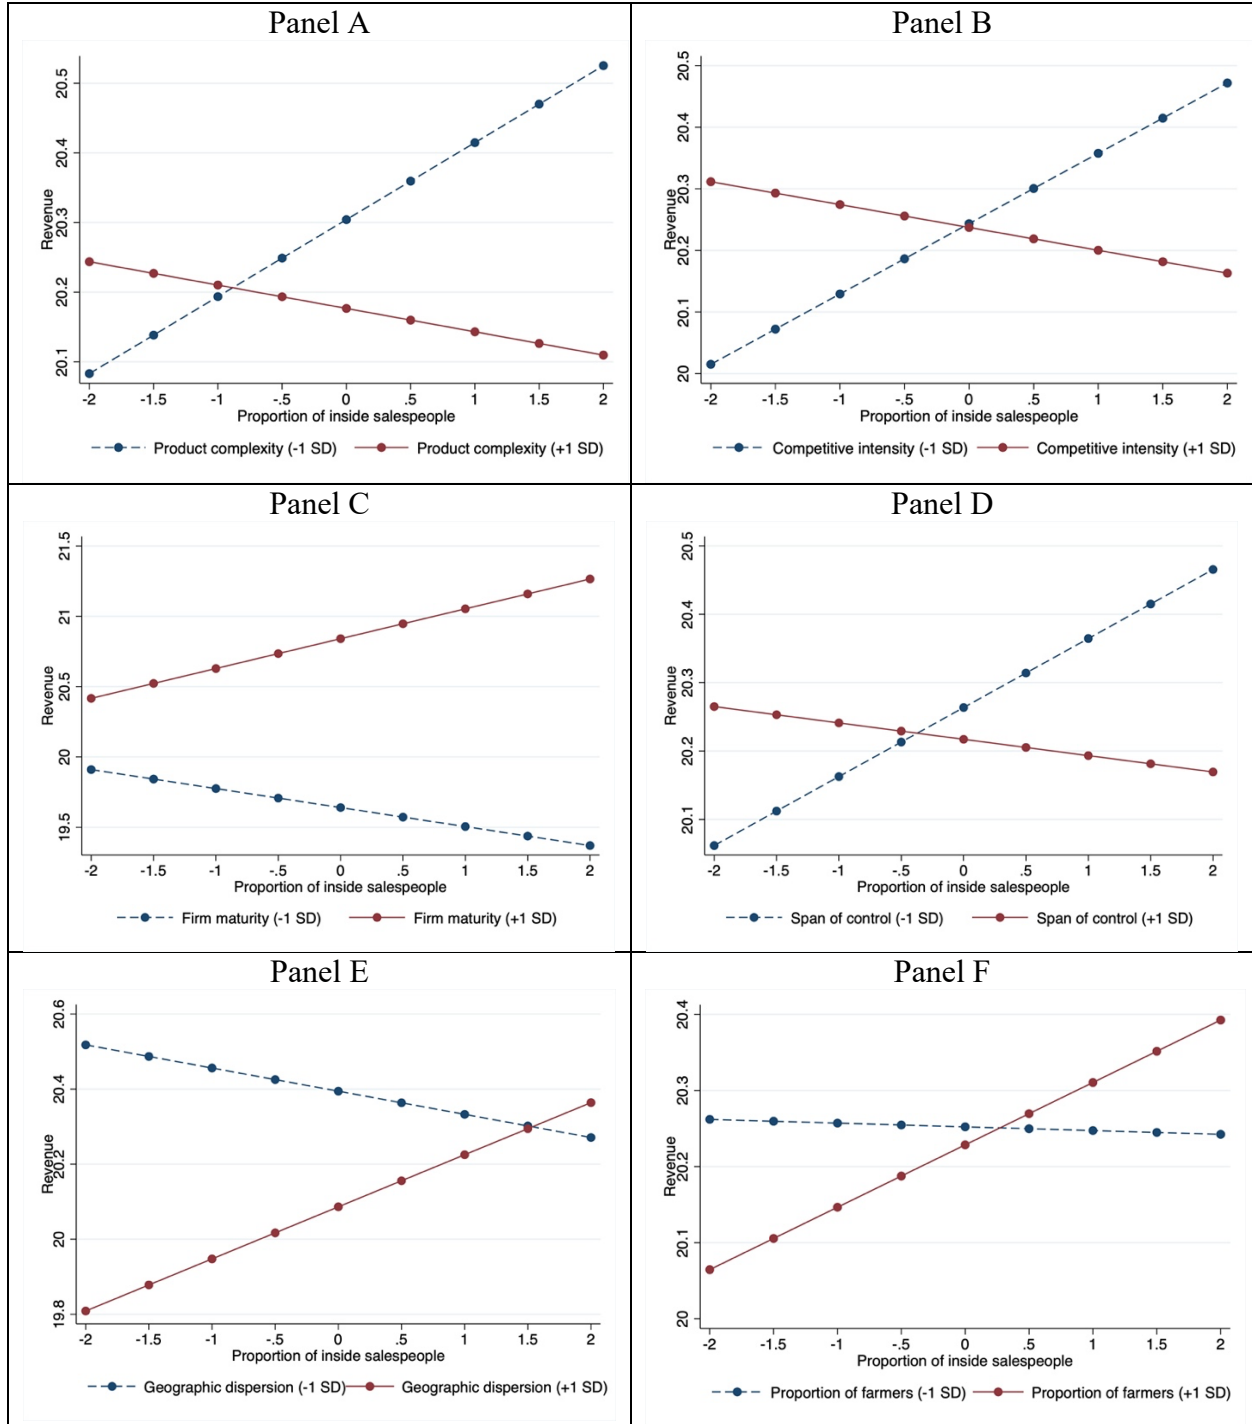 Panel A
Revenue
20.5
20.4
20.3
20.2
20.1
-2 -1.5 -1 -.5 0 .5 1 1.5 2
Proportion of inside salespeople
Product complexity (-1 SD) Product complexity (+1 SD)
Panel B
Revenue
20.5
20.4
20.3
20.2
20.1
20
-2 -1.5 -1 -.5 0 .5 1 1.5 2
Proportion of inside salespeople
Competitive intensity (-1 SD) Competitive intensity (+1 SD)
Panel C
Revenue
21.5
21
20.5
20
19.5
-2 -1.5 -1 -.5 0 .5 1 1.5 2
Proportion of inside salespeople
Firm maturity (-1 SD) Firm maturity (+1 SD)
Panel D
Revenue
20.5
20.4
20.3
20.2
20.1
-2 -1.5 -1 -.5 0 .5 1 1.5 2
Proportion of inside salespeople
Span of control (-1 SD) Span of control (+1 SD)
Panel E
Revenue
20.6
20.4
20.2
20
19.8
-2 -1.5 -1 -.5 0 .5 1 1.5 2
Proportion of inside salespeople
Geographic dispersion (-1 SD) Geographic dispersion (+1 SD)
Panel F
Revenue
20.4
20.3
20.2
20.1
20
-2 -1.5 -1 -.5 0 .5 1 1.5 2
Proportion of inside salespeople
Proportion of farmers (-1 SD) Proportion of farmers (+1 SD)